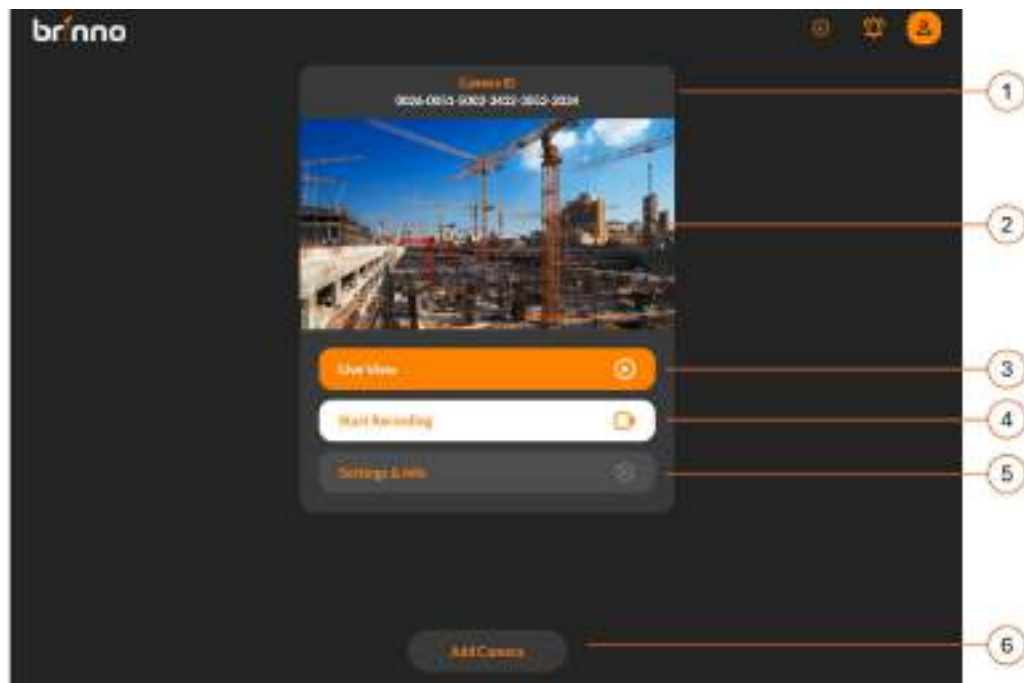 brinno
Camera ID
1
2
Live View
3
Start Recording
4
Settings & Info
5
Add Camera
6